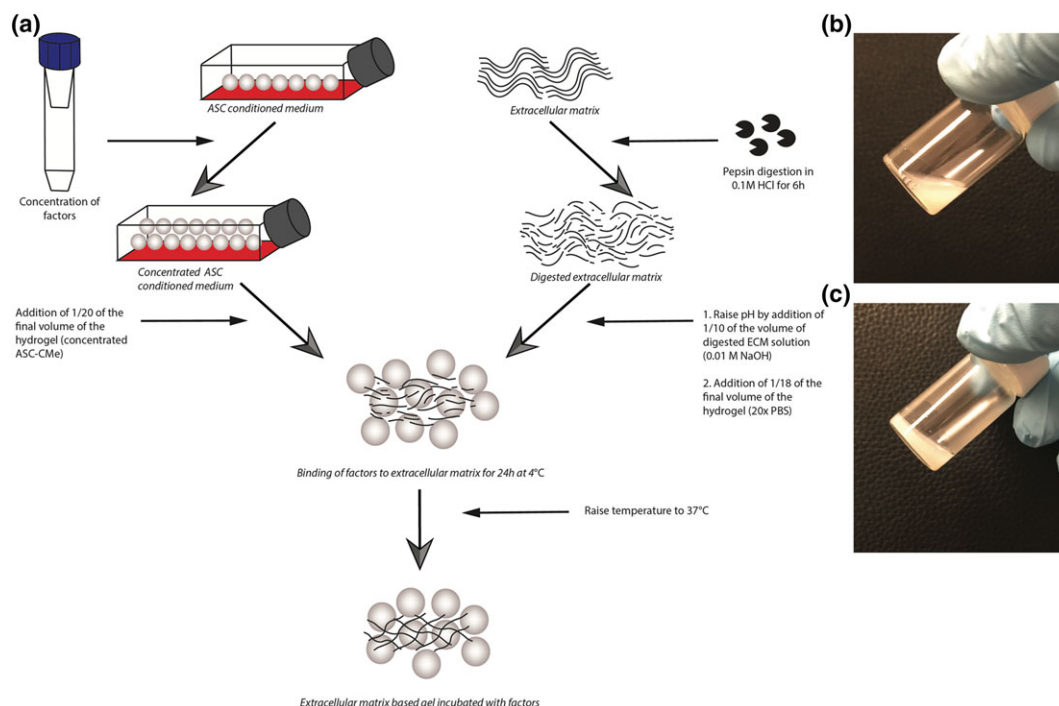 (a)
ASC conditioned medium
Extracellular matrix
Concentration of
factors
Pepsin digestion in
0.1M HCl for 6h
Concentrated ASC
conditioned medium
Digested extracellular matrix
Addition of 1/20 of the
final volume of the
hydrogel (concentrated
ASC-CMe)
1. Raise pH by addition of
1/10 of the volume of
digested ECM solution
(0.01 M NaOH)
2. Addition of 1/18 of the
final volume of the
hydrogel (20x PBS)
Binding of factors to extracellular matrix for 24h at 4°C
Raise temperature to 37°C
Extracellular matrix based gel incubated with factors
(b)
(c)